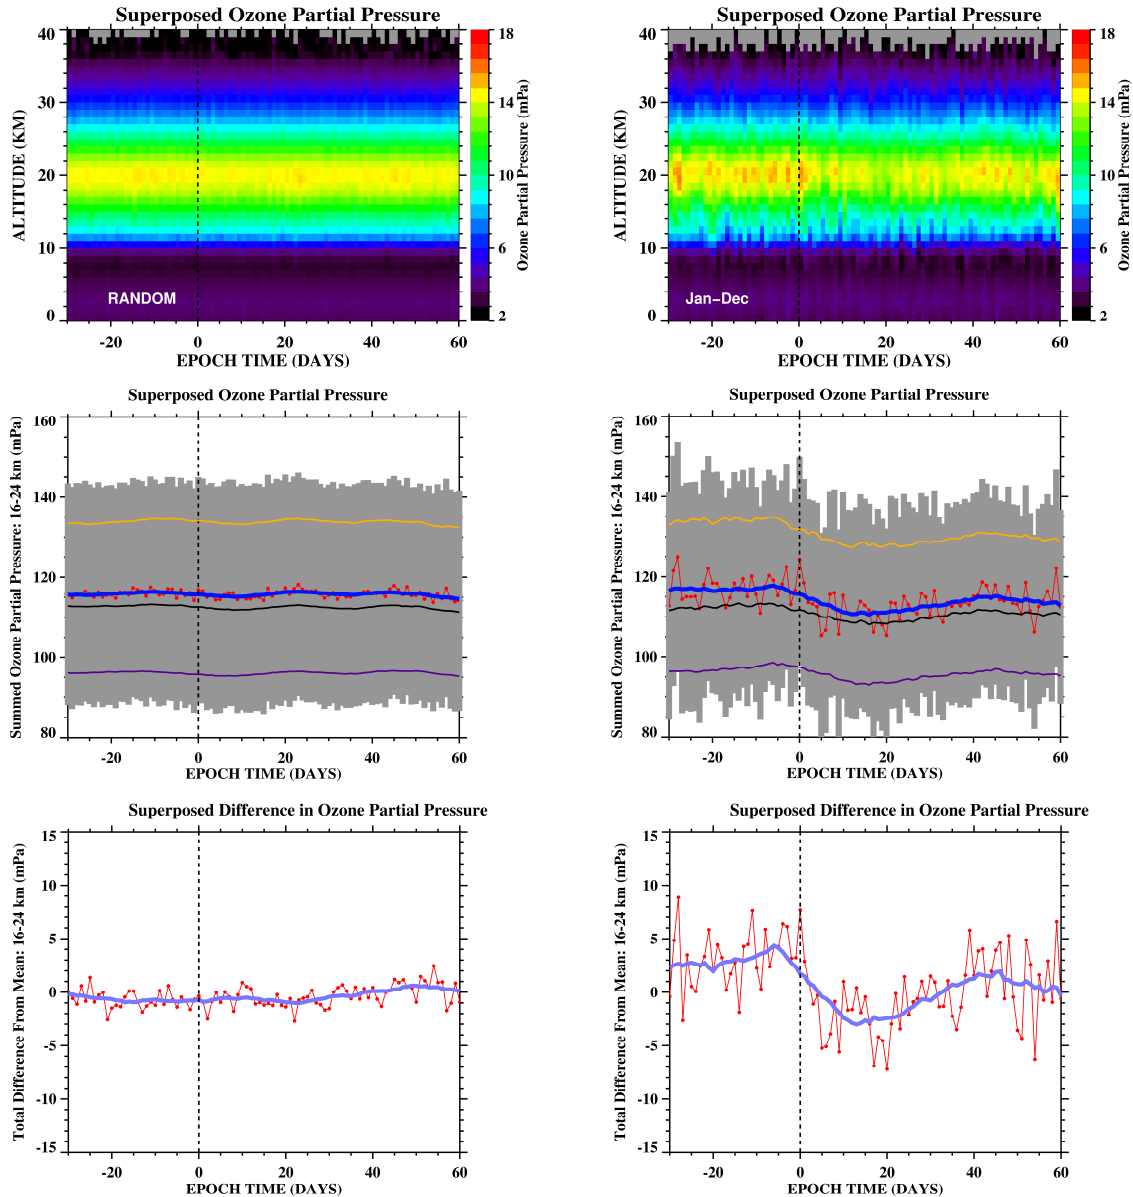 Superposed Ozone Partial Pressure
ALTITUDE (KM)
40
30
20
10
0
RANDOM
-20 0 20 40 60
EPOCH TIME (DAYS)
18
14
10
6
2
Ozone Partial Pressure (mPa)
Superposed Ozone Partial Pressure
ALTITUDE (KM)
40
30
20
10
0
Jan–Dec
-20 0 20 40 60
EPOCH TIME (DAYS)
18
14
10
6
2
Ozone Partial Pressure (mPa)
Superposed Ozone Partial Pressure
Summed Ozone Partial Pressure: 16-24 km (mPa)
160
140
120
100
80
-20 0 20 40 60
EPOCH TIME (DAYS)
Superposed Ozone Partial Pressure
Summed Ozone Partial Pressure: 16-24 km (mPa)
160
140
120
100
80
-20 0 20 40 60
EPOCH TIME (DAYS)
Superposed Difference in Ozone Partial Pressure
Total Difference From Mean: 16-24 km (mPa)
15
10
5
0
-5
-10
-15
-20 0 20 40 60
EPOCH TIME (DAYS)
Superposed Difference in Ozone Partial Pressure
Total Difference From Mean: 16-24 km (mPa)
15
10
5
0
-5
-10
-15
-20 0 20 40 60
EPOCH TIME (DAYS)